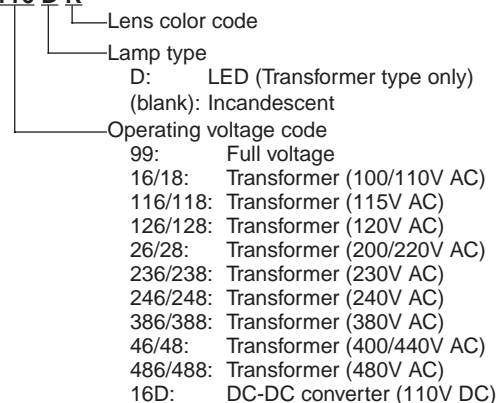 D R
Lens color code
Lamp type
D: LED (Transformer type only)
(blank): Incandescent
Operating voltage code
99: Full voltage
16/18: Transformer (100/110V AC)
116/118: Transformer (115V AC)
126/128: Transformer (120V AC)
26/28: Transformer (200/220V AC)
236/238: Transformer (230V AC)
246/248: Transformer (240V AC)
386/388: Transformer (380V AC)
46/48: Transformer (400/440V AC)
486/488: Transformer (480V AC)
16D: DC-DC converter (110V DC)